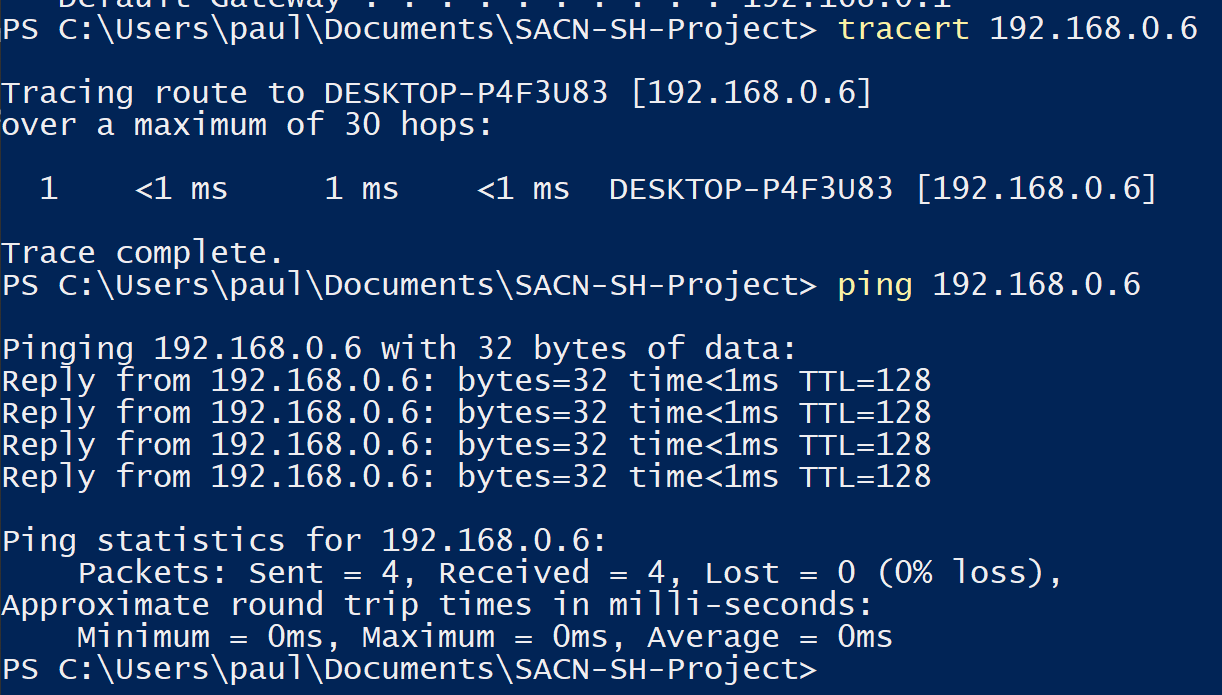 Default Gateway . . . . . . . . . : 192.168.0.1
PS C:\Users\paul\Documents\SACN-SH-Project> tracert 192.168.0.6
Tracing route to DESKTOP-P4F3U83 [192.168.0.6]
over a maximum of 30 hops:
1 <1 ms 1 ms <1 ms DESKTOP-P4F3U83 [192.168.0.6]
Trace complete.
PS C:\Users\paul\Documents\SACN-SH-Project> ping 192.168.0.6
Pinging 192.168.0.6 with 32 bytes of data:
Reply from 192.168.0.6: bytes=32 time<1ms TTL=128
Reply from 192.168.0.6: bytes=32 time<1ms TTL=128
Reply from 192.168.0.6: bytes=32 time<1ms TTL=128
Reply from 192.168.0.6: bytes=32 time<1ms TTL=128
Ping statistics for 192.168.0.6:
Packets: Sent = 4, Received = 4, Lost = 0 (0% loss),
Approximate round trip times in milli-seconds:
Minimum = 0ms, Maximum = 0ms, Average = 0ms
PS C:\Users\paul\Documents\SACN-SH-Project>